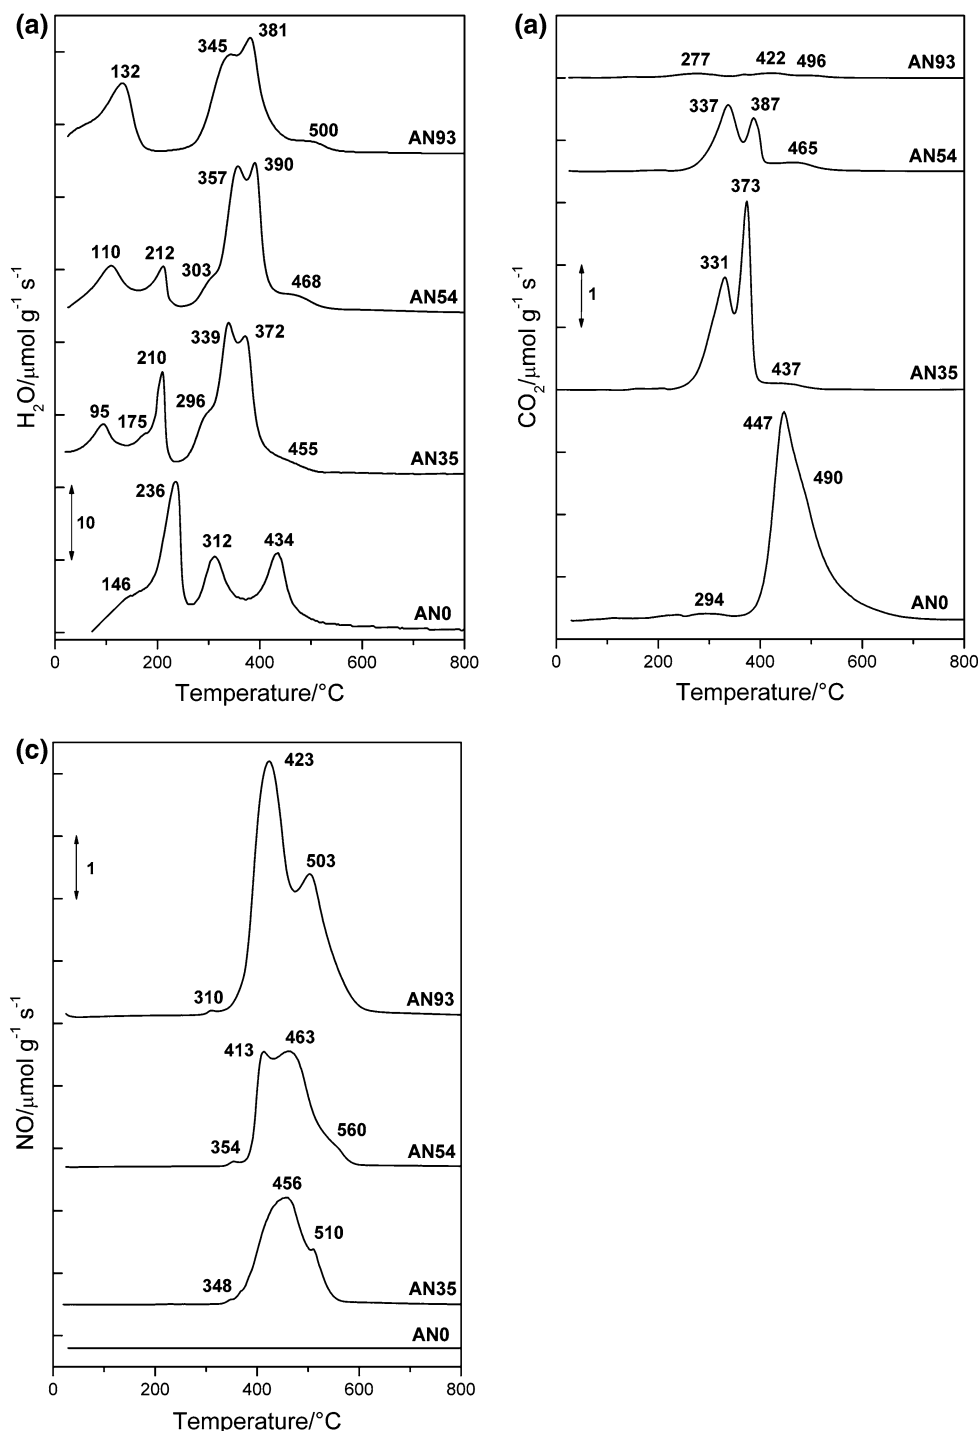 (a)
H2O/μmol g-1 s-1
345 381
132
500
AN93
357 390
110 212
303
468
AN54
339 372
210
95 175
296
455
AN35
10
236
312 434
146
AN0
0 200 400 600 800
Temperature/°C
(a)
CO2/μmol g-1 s-1
277 422 496 AN93
337 387
465
AN54
373
331
1
437 AN35
447
490
294
AN0
0 200 400 600 800
Temperature/°C
(c)
NO/μmol g-1 s-1
423
1
503
310
AN93
413 463
354
560
AN54
456
510
348
AN35
AN0
0 200 400 600 800
Temperature/°C